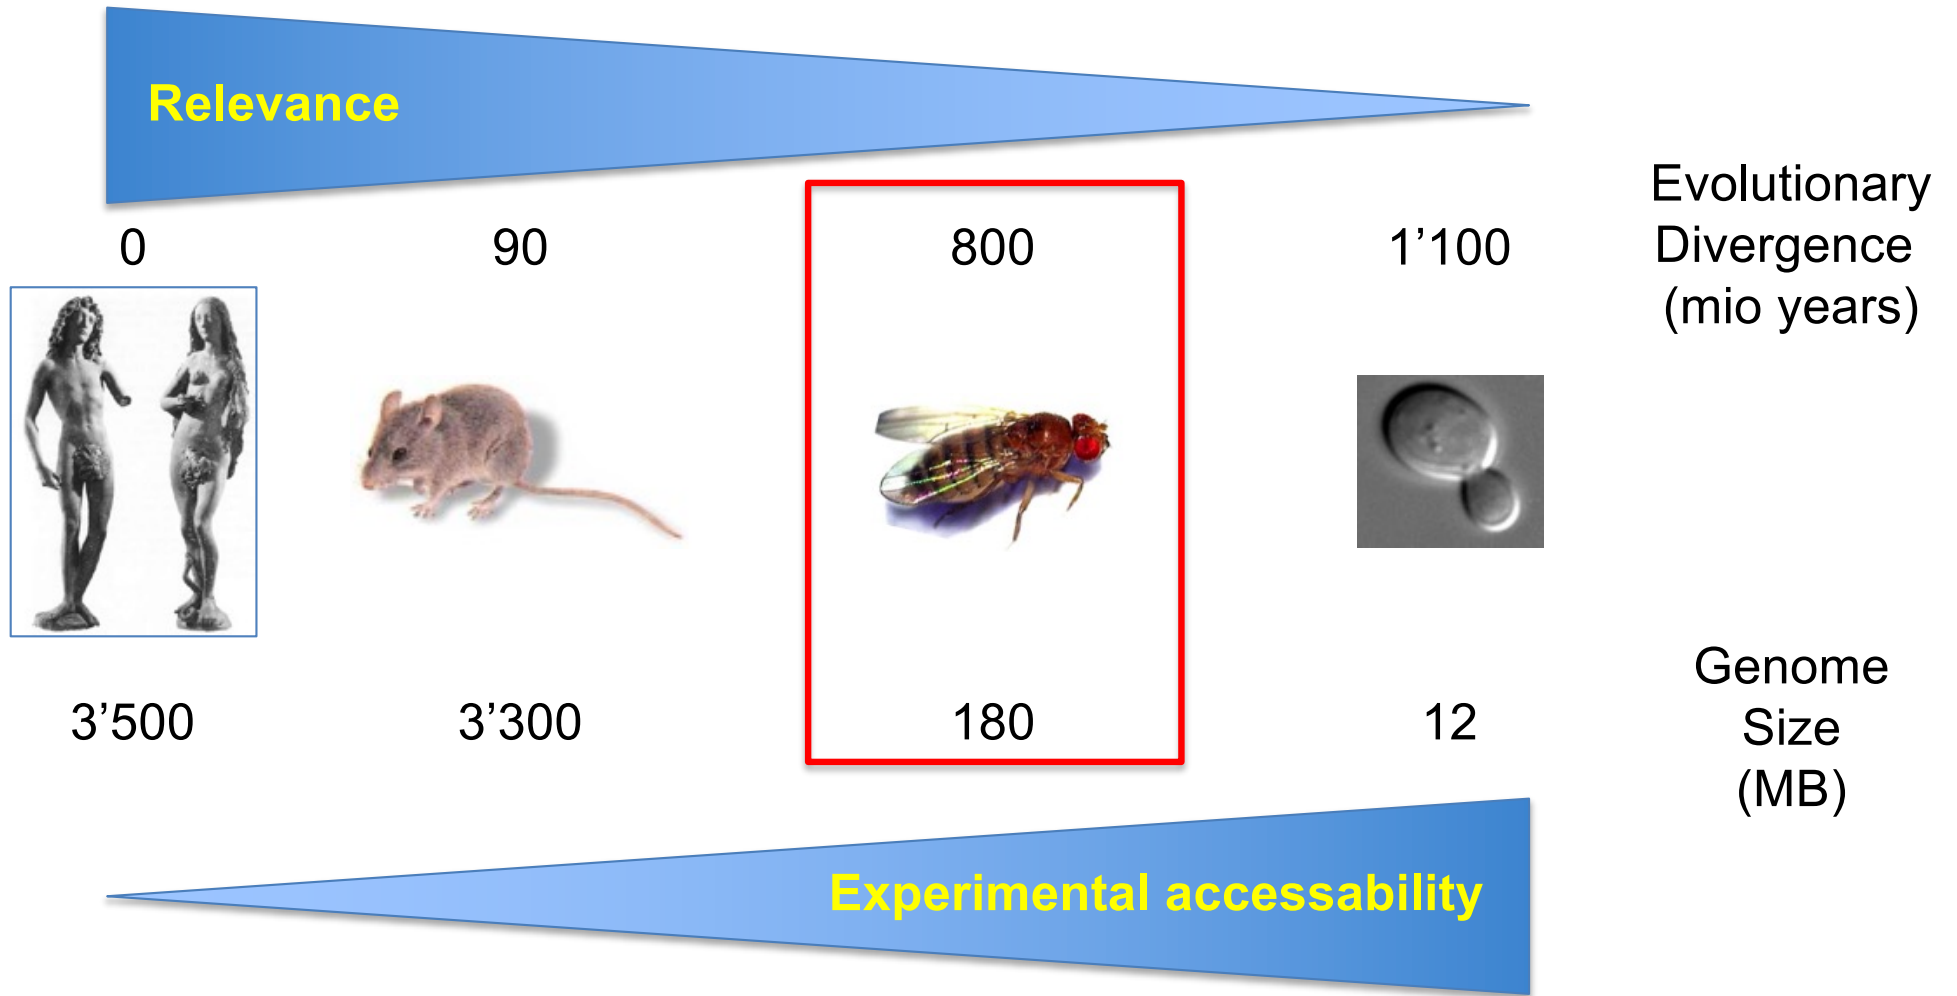 Relevance
0 90 800 1’100
Evolutionary
Divergence
(mio years)
3’500 3’300 180 12
Genome
Size
(MB)
Experimental accessability